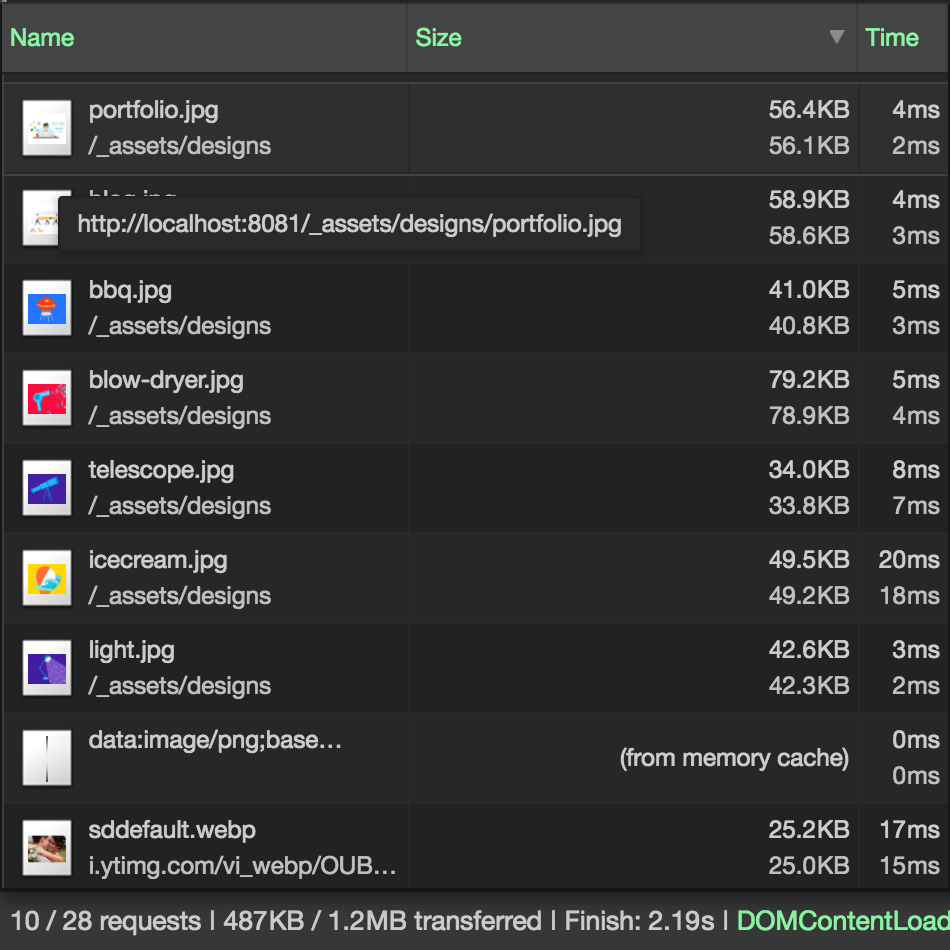 Name Size ▼ Time
portfolio.jpg 56.4KB 4ms
/_assets/designs 56.1KB 2ms
58.9KB 4ms
http://localhost:8081/_assets/designs/portfolio.jpg
58.6KB 3ms
bbq.jpg 41.0KB 5ms
/_assets/designs 40.8KB 3ms
blow-dryer.jpg 79.2KB 5ms
/_assets/designs 78.9KB 4ms
telescope.jpg 34.0KB 8ms
/_assets/designs 33.8KB 7ms
icecream.jpg 49.5KB 20ms
/_assets/designs 49.2KB 18ms
light.jpg 42.6KB 3ms
/_assets/designs 42.3KB 2ms
data:image/png;base… 0ms
(from memory cache)
0ms
sddefault.webp 25.2KB 17ms
i.ytimg.com/vi_webp/OUB… 25.0KB 15ms
10 / 28 requests | 487KB / 1.2MB transferred | Finish: 2.19s | DOMContentLoad